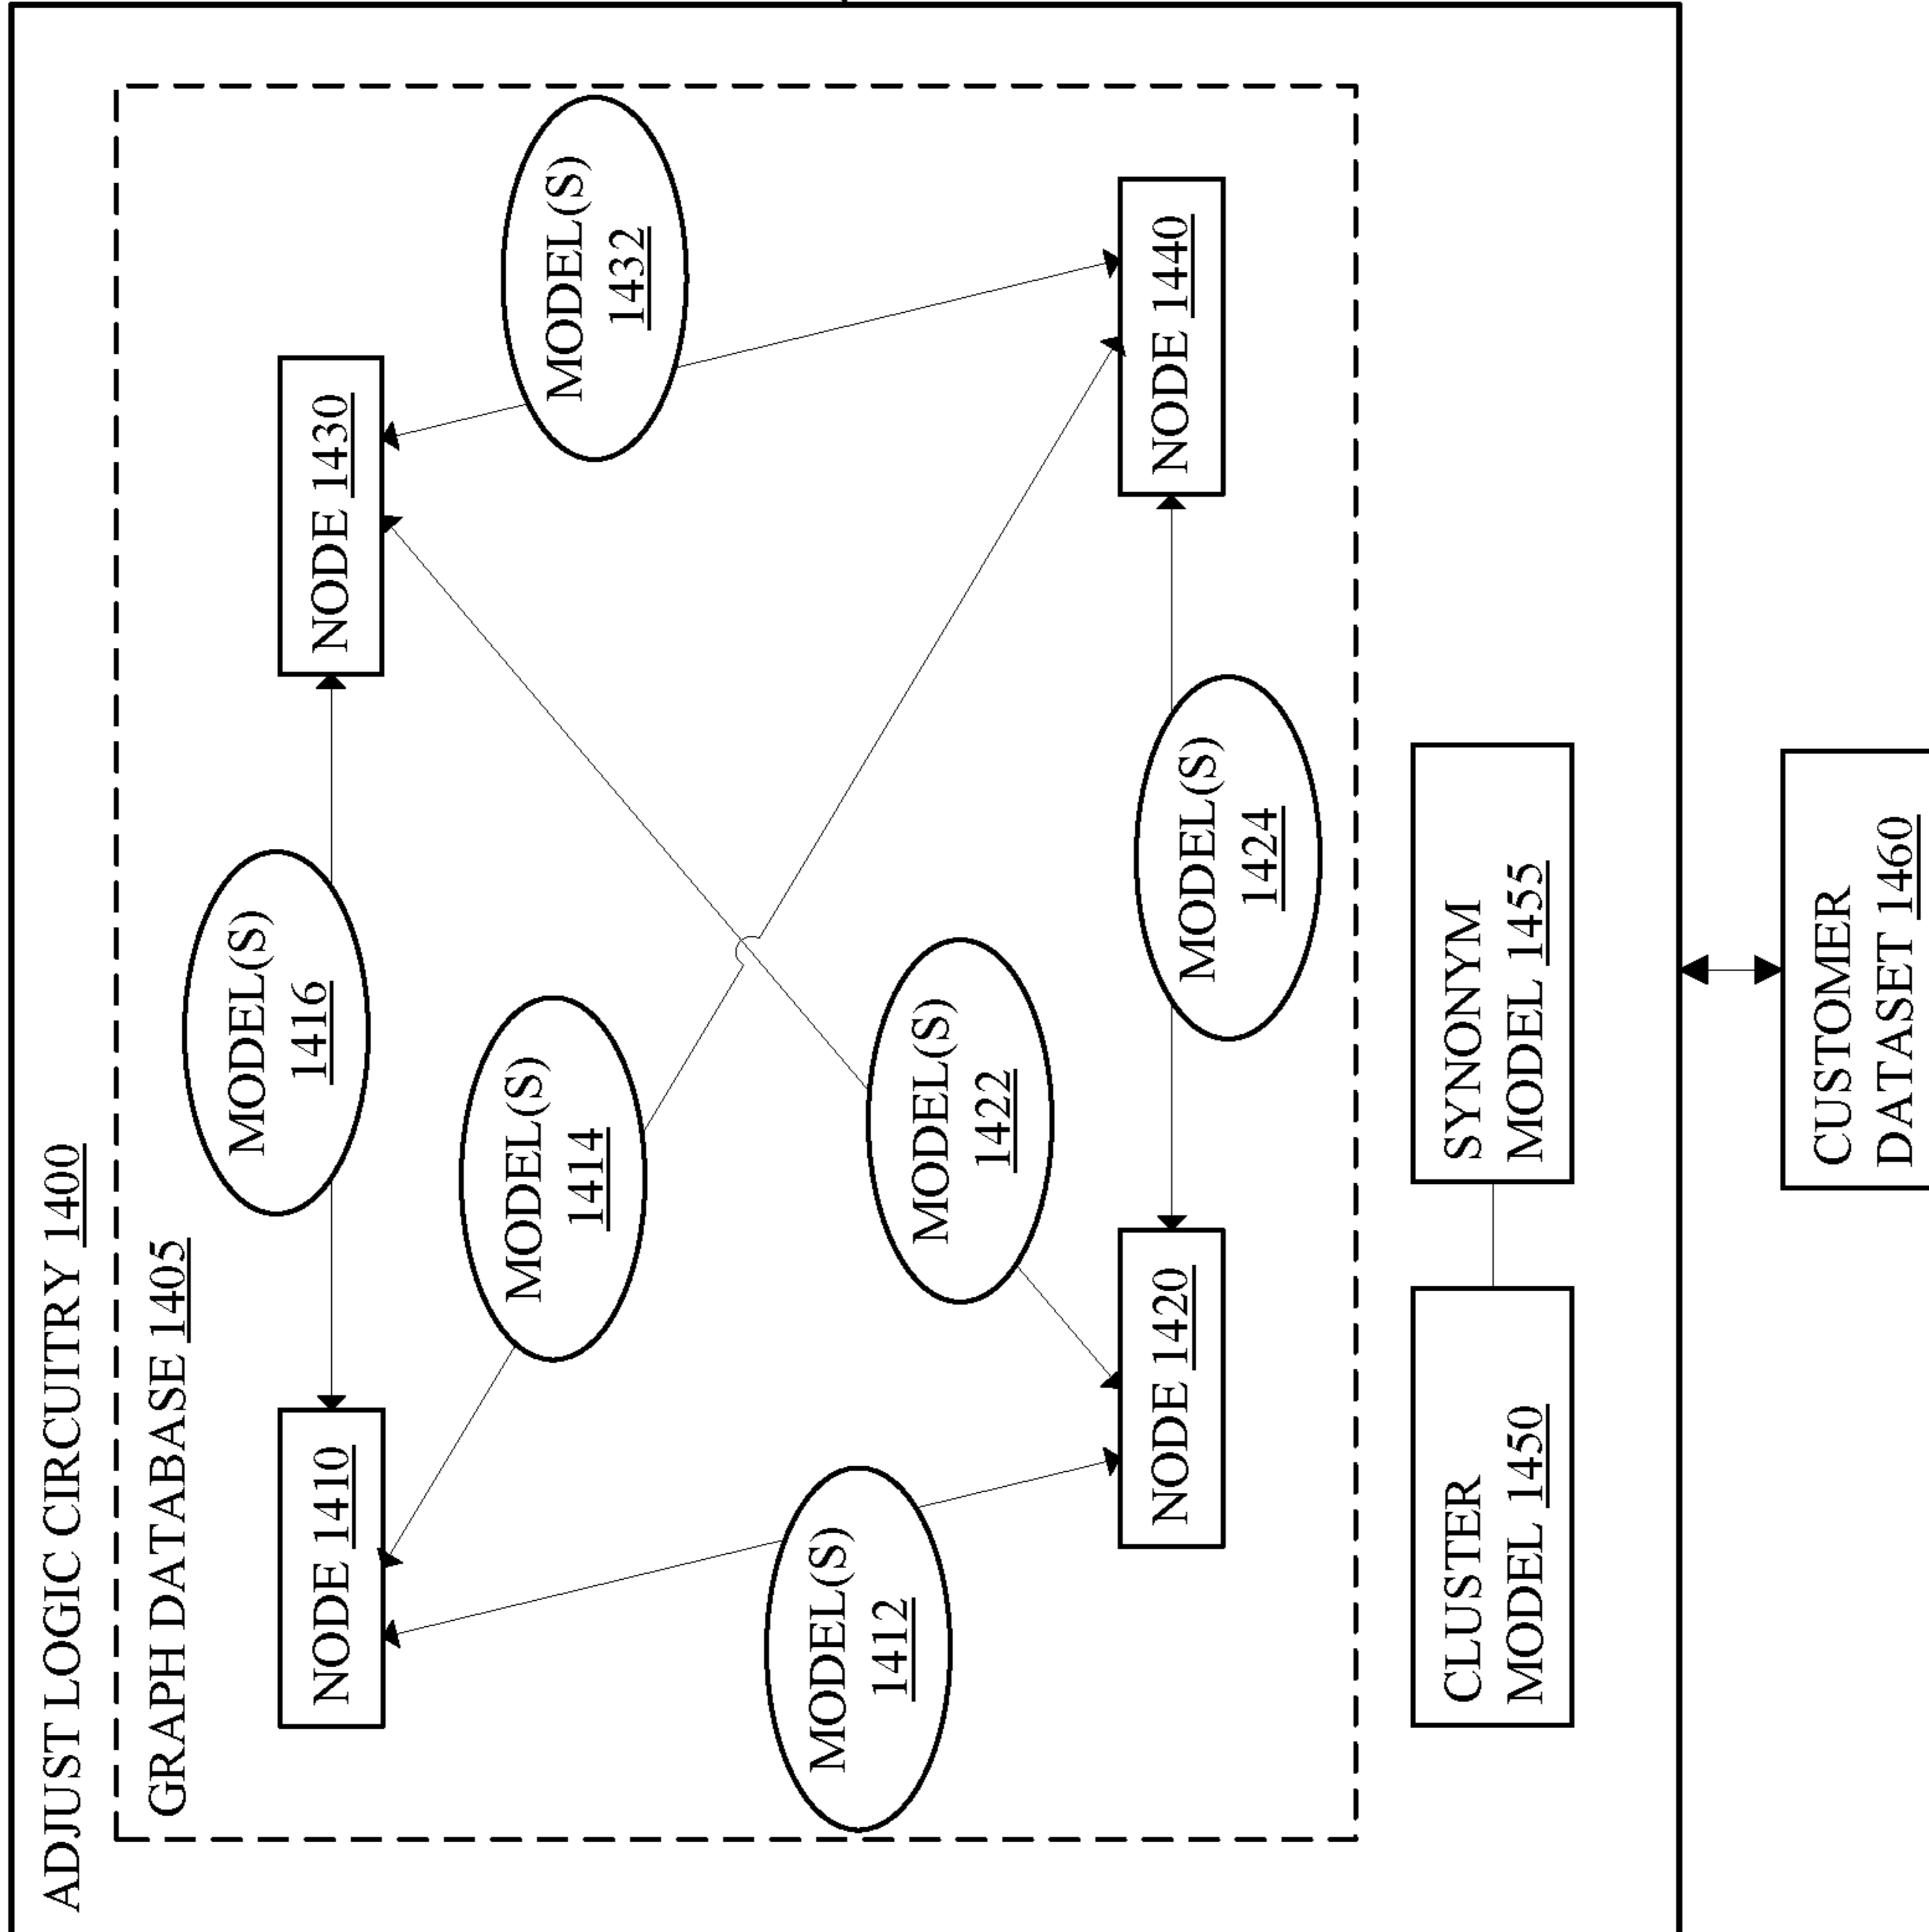 ADJUST LOGIC CIRCUITRY 1400
GRAPH DATABASE 1405
NODE 1410
MODEL(S)
1416
NODE 1430
MODEL(S)
1414
MODEL(S)
1432
MODEL(S)
1412
MODEL(S)
1422
NODE 1420
MODEL(S)
1424
NODE 1440
CLUSTER
MODEL 1450
SYNONYM
MODEL 1455
CUSTOMER
DATASET 1460